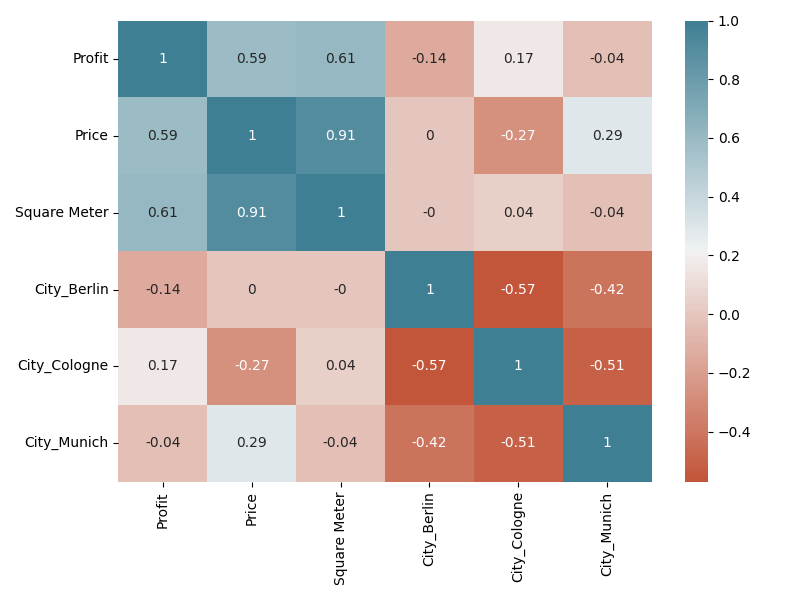 Profit 1 0.59 0.61 -0.14 0.17 -0.04
Price 0.59 1 0.91 0 -0.27 0.29
Square Meter 0.61 0.91 1 -0 0.04 -0.04
City_Berlin -0.14 0 -0 1 -0.57 -0.42
City_Cologne 0.17 -0.27 0.04 -0.57 1 -0.51
City_Munich -0.04 0.29 -0.04 -0.42 -0.51 1
Profit
Price
Square Meter
City_Berlin
City_Cologne
City_Munich
1.0
0.8
0.6
0.4
0.2
0.0
−0.2
−0.4